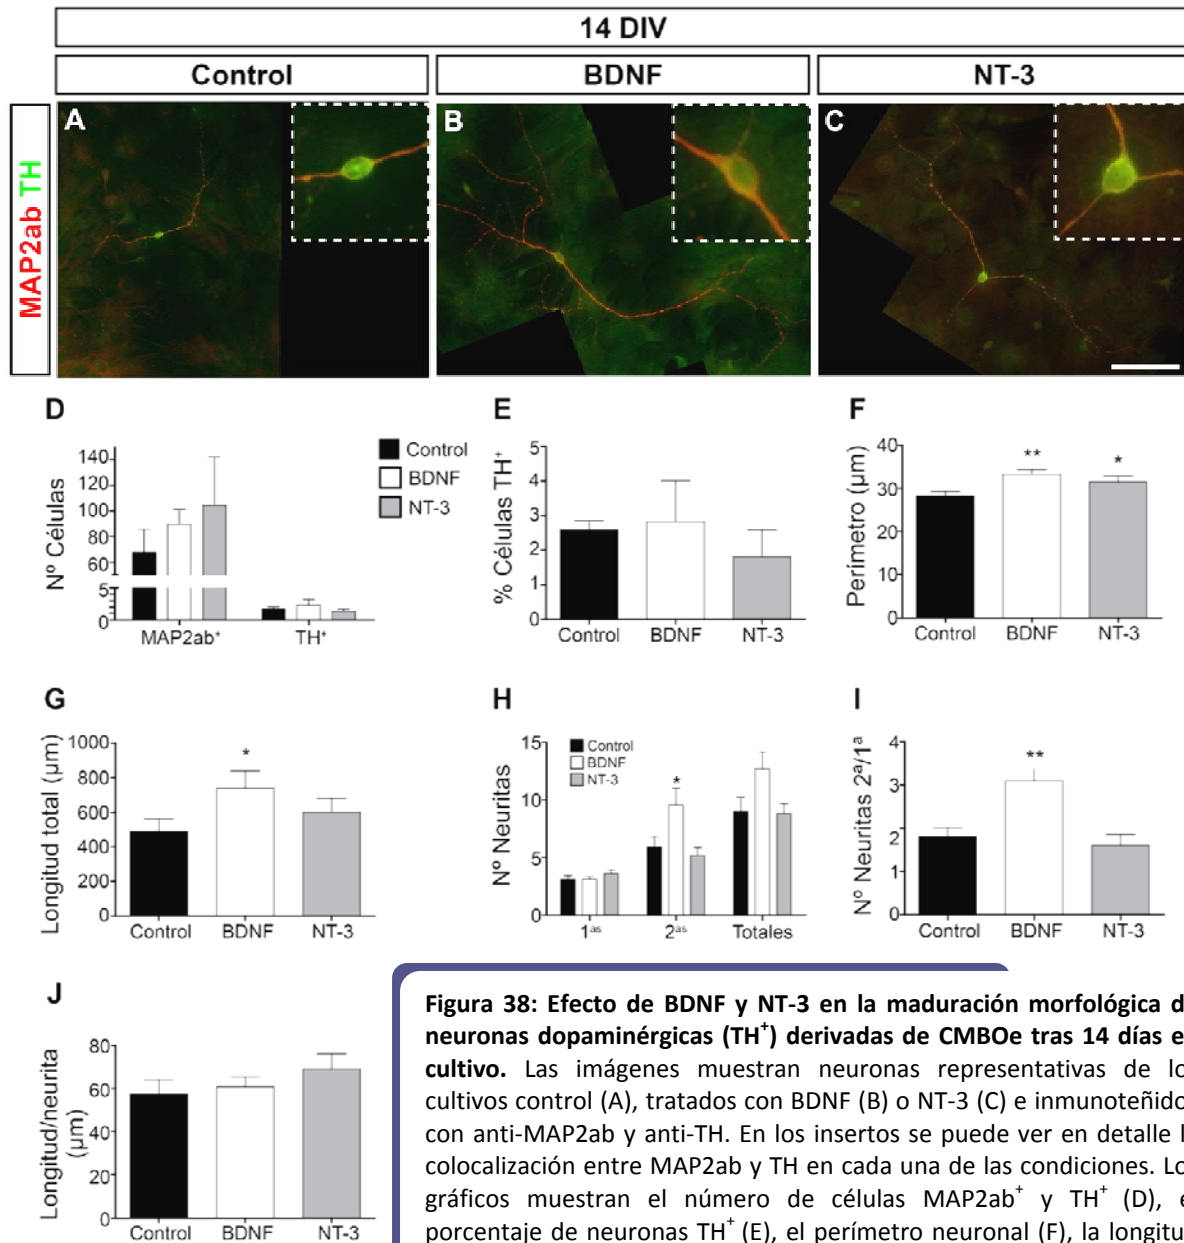 14 DIV
Control
BDNF
NT-3
MAP2ab TH
A
B
C
D
Nº Células
140
120
100
80
60
5
0
MAP2ab⁺
TH⁺
Control
BDNF
NT-3
E
% Células TH⁺
5
4
3
2
1
0
Control
BDNF
NT-3
F
Perímetro (µm)
40
30
20
10
0
**
*
Control
BDNF
NT-3
G
Longitud total (µm)
1000
800
600
400
200
0
*
Control
BDNF
NT-3
H
Nº Neuritas
15
10
5
0
Control
BDNF
NT-3
*
1ᵃˢ
2ᵃˢ
Totales
I
Nº Neuritas 2ª/1ª
4
3
2
1
0
**
Control
BDNF
NT-3
J
Longitud/neurita
(µm)
80
60
40
20
0
Control
BDNF
NT-3
Figura 38: Efecto de BDNF y NT-3 en la maduración morfológica d
neuronas dopaminérgicas (TH⁺) derivadas de CMBOe tras 14 días e
cultivo. Las imágenes muestran neuronas representativas de lo
cultivos control (A), tratados con BDNF (B) o NT-3 (C) e inmunoteñido
con anti-MAP2ab y anti-TH. En los insertos se puede ver en detalle l
colocalización entre MAP2ab y TH en cada una de las condiciones. Lo
gráficos muestran el número de células MAP2ab⁺ y TH⁺ (D), e
porcentaje de neuronas TH⁺ (E), el perímetro neuronal (F), la longitu